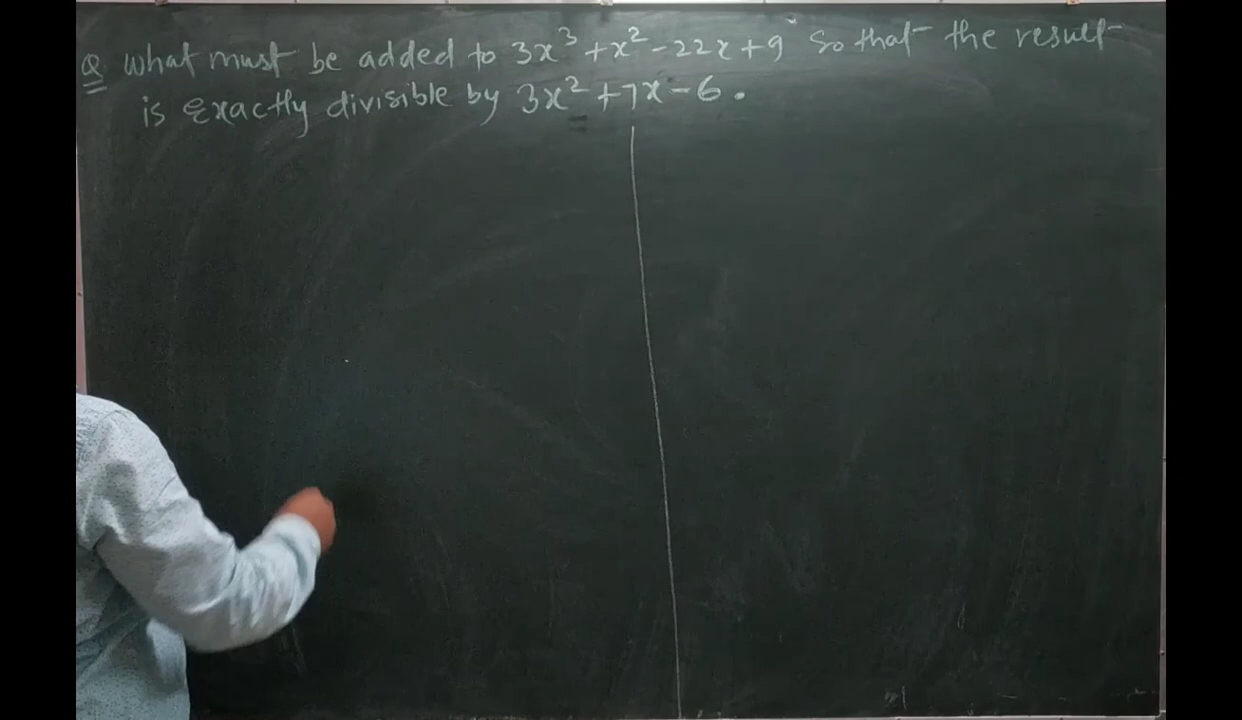 Q What must be added to 3x³ + x² - 22x + 9 so that the result
is exactly divisible by 3x² + 7x - 6.